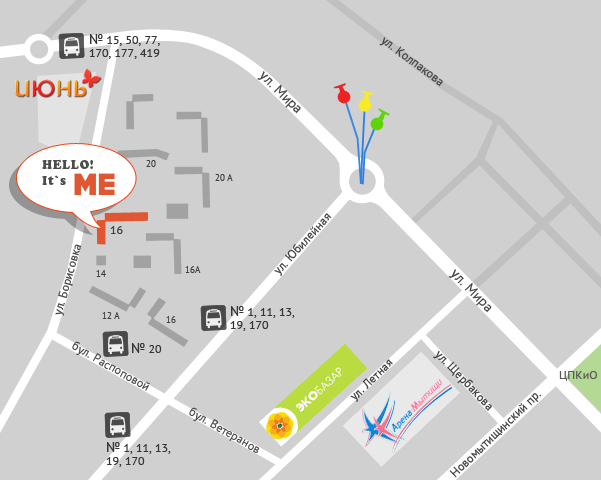 № 15, 50, 77,
170, 177, 419
ул. Колпакова
ИЮНЬ
ул. Мира
20
20 А
HELLO!
It`s ME
16
ул. Юбилейная
ул. Борисовка
14
16А
ул. Мира
12 А
16
№ 1, 11, 13,
19, 170
№ 20
бул. Распоповой
ЭКОБАЗАР
ул. Летная
ул. Щербакова
ЦПКиО
Арена Мытищи
бул. Ветеранов
Новомытищинский пр.
№ 1, 11, 13,
19, 170